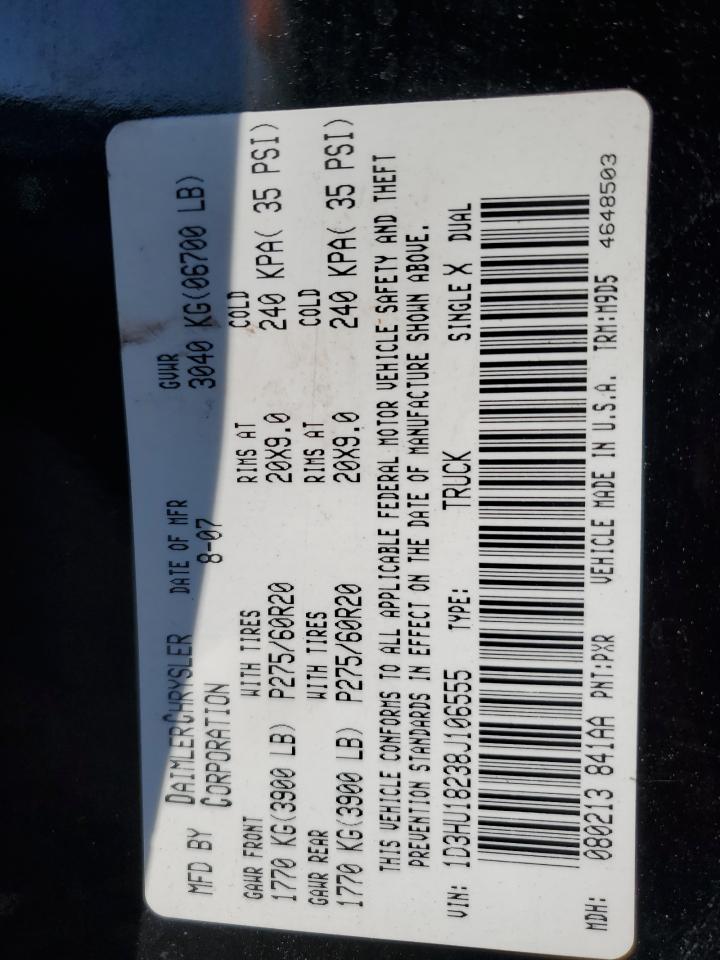 MFD BY DAIMLERCHRYSLER DATE OF MFR GVWR
CORPORATION 8-07 3040 KG(06700 LB)
GAWR FRONT WITH TIRES RIMS AT COLD
1770 KG(3900 LB) P275/60R20 20X9.0 240 KPA( 35 PSI)
GAWR REAR WITH TIRES RIMS AT COLD
1770 KG(3900 LB) P275/60R20 20X9.0 240 KPA( 35 PSI)
THIS VEHICLE CONFORMS TO ALL APPLICABLE FEDERAL MOTOR VEHICLE SAFETY AND THEFT
PREVENTION STANDARDS IN EFFECT ON THE DATE OF MANUFACTURE SHOWN ABOVE.
VIN: 1D3HU18238J106555 TYPE: TRUCK SINGLE X DUAL
MDH: 080213 841AA PNT:PXR VEHICLE MADE IN U.S.A. TRM:M9D5 4648503